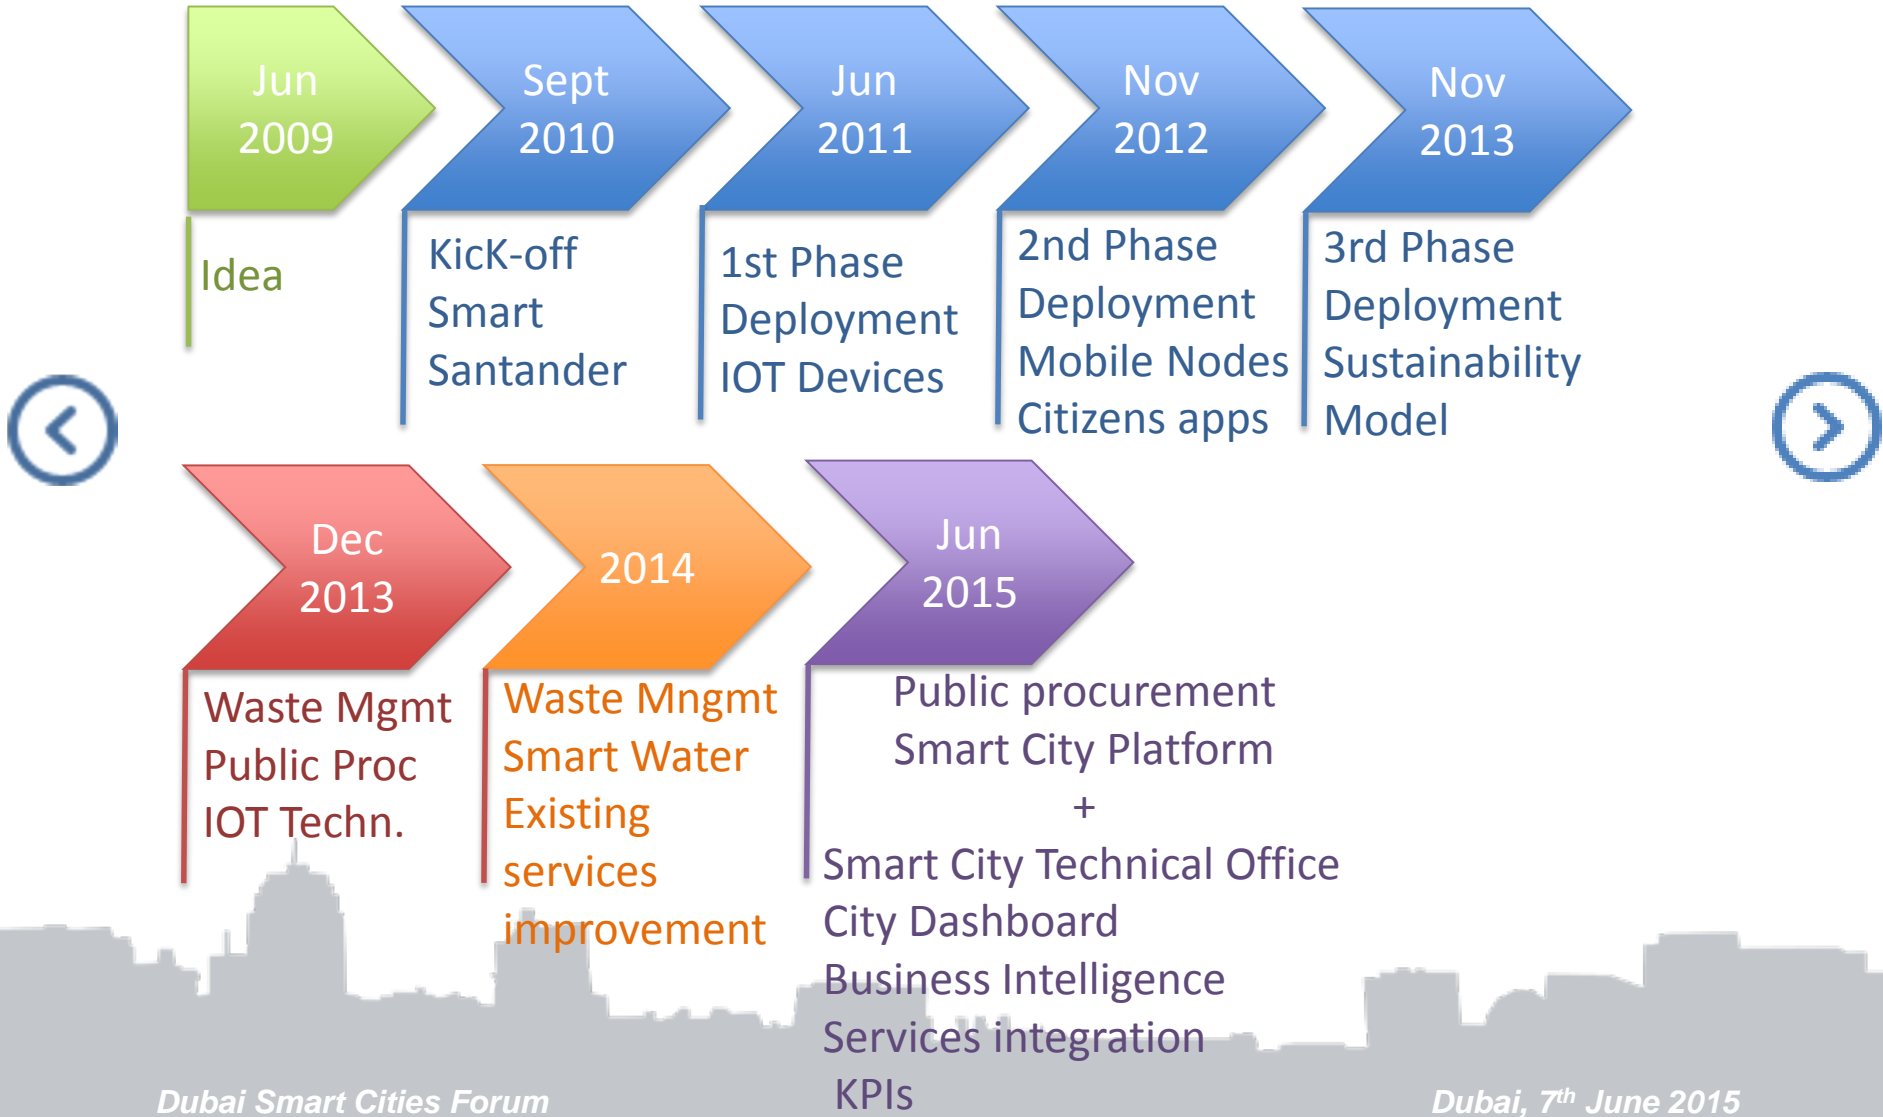 Jun
2009
Sept
2010
Jun
2011
Nov
2012
Nov
2013
Idea
KicK-off
Smart
Santander
1st Phase
Deployment
IOT Devices
2nd Phase
Deployment
Mobile Nodes
Citizens apps
3rd Phase
Deployment
Sustainability
Model
Dec
2013
2014
Jun
2015
Waste Mgmt
Public Proc
IOT Techn.
Waste Mngmt
Smart Water
Existing
services
improvement
Public procurement
Smart City Platform
+
Smart City Technical Office
City Dashboard
Business Intelligence
Services integration
KPIs
Dubai Smart Cities Forum
Dubai, 7th June 2015